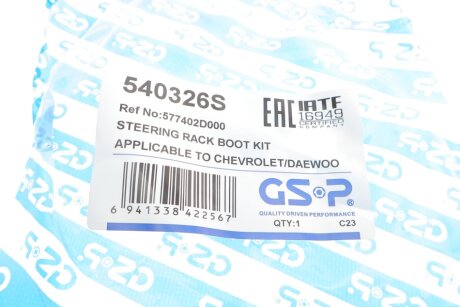 540326S
Ref No:577402D000
STEERING RACK BOOT KIT
APPLICABLE TO CHEVROLET/DAEWOO
EAC IATF
16949
CERTIFIED
COMPANY
6 941338 422567
GSP®
QUALITY DRIVEN PERFORMANCE
QTY:1 C23